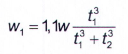 w₁ = 1,1w t₁³ / (t₁³ + t₂³)